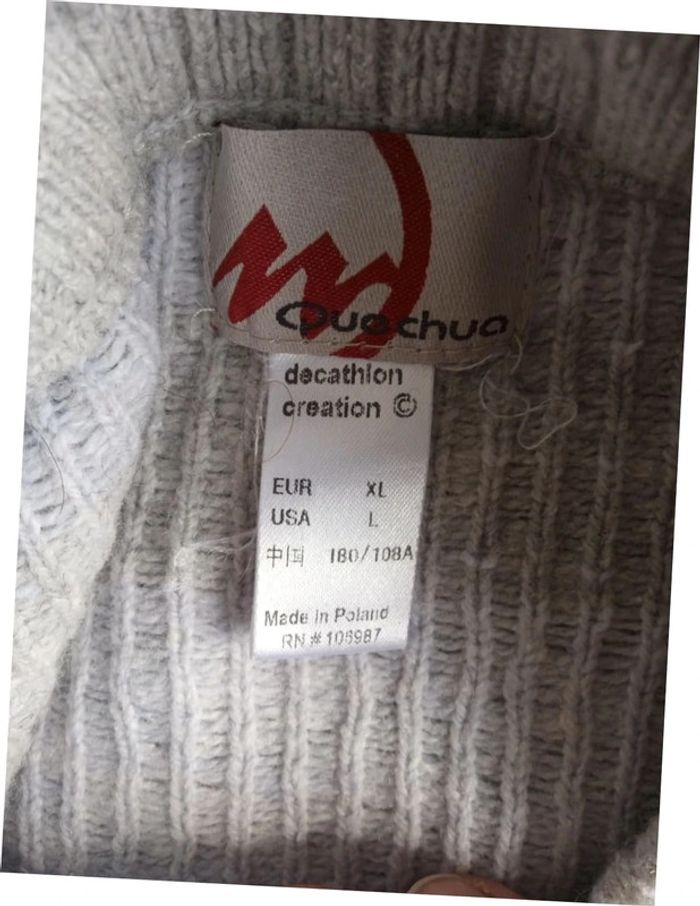 Quechua
decathlon
creation ©
EUR XL
USA L
中国 180/108A
Made in Poland
RN # 106987